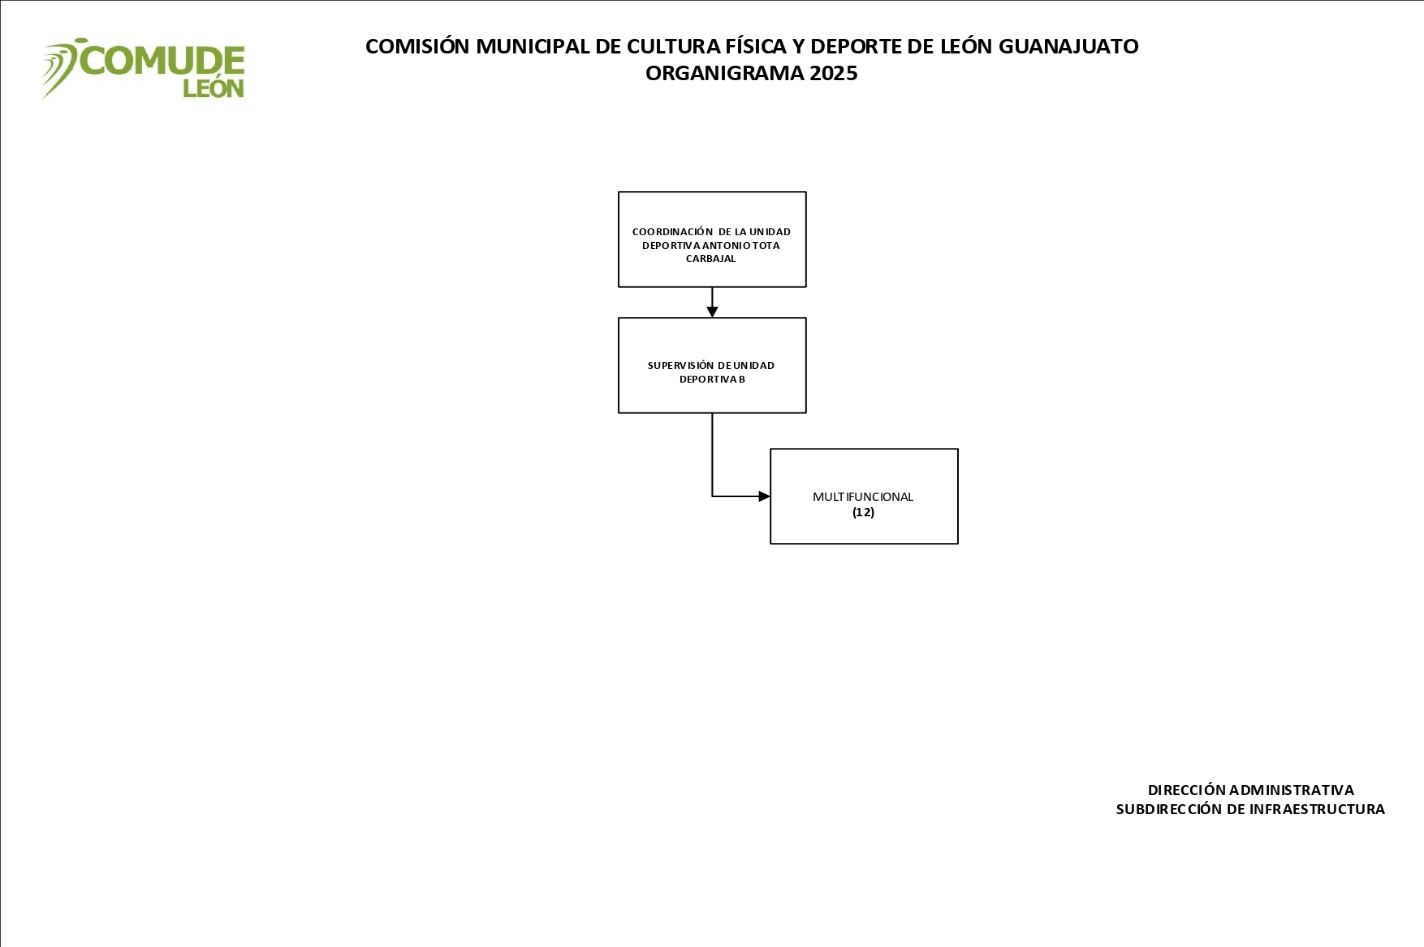 COMUDE
LEÓN
COMISIÓN MUNICIPAL DE CULTURA FÍSICA Y DEPORTE DE LEÓN GUANAJUATO
ORGANIGRAMA 2025
COORDINACIÓN DE LA UNIDAD
DEPORTIVA ANTONIO TOTA
CARBAJAL
SUPERVISIÓN DE UNIDAD
DEPORTIVA B
MULTIFUNCIONAL
(12)
DIRECCIÓN ADMINISTRATIVA
SUBDIRECCIÓN DE INFRAESTRUCTURA